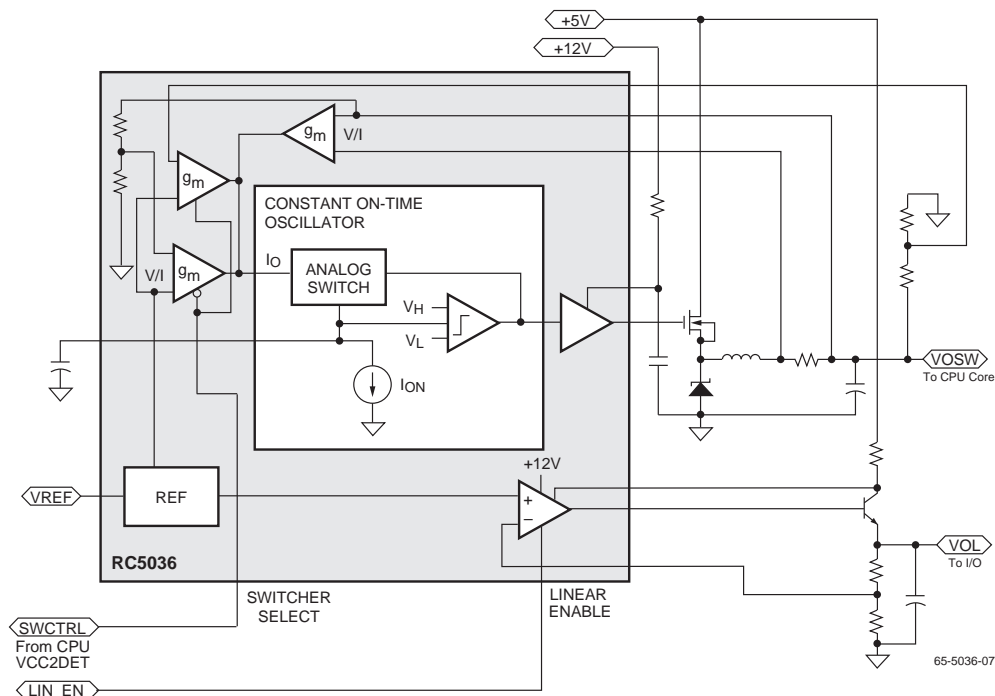 +5V
+12V
gm
V/I
gm
CONSTANT ON-TIME
OSCILLATOR
V/I
gm
IO
ANALOG
SWITCH
VH
VL
ION
VOSW
To CPU Core
+12V
VREF
REF
+
–
VOL
To I/O
RC5036
SWITCHER
SELECT
LINEAR
ENABLE
SWCTRL
From CPU
VCC2DET
65-5036-07
LIN_EN